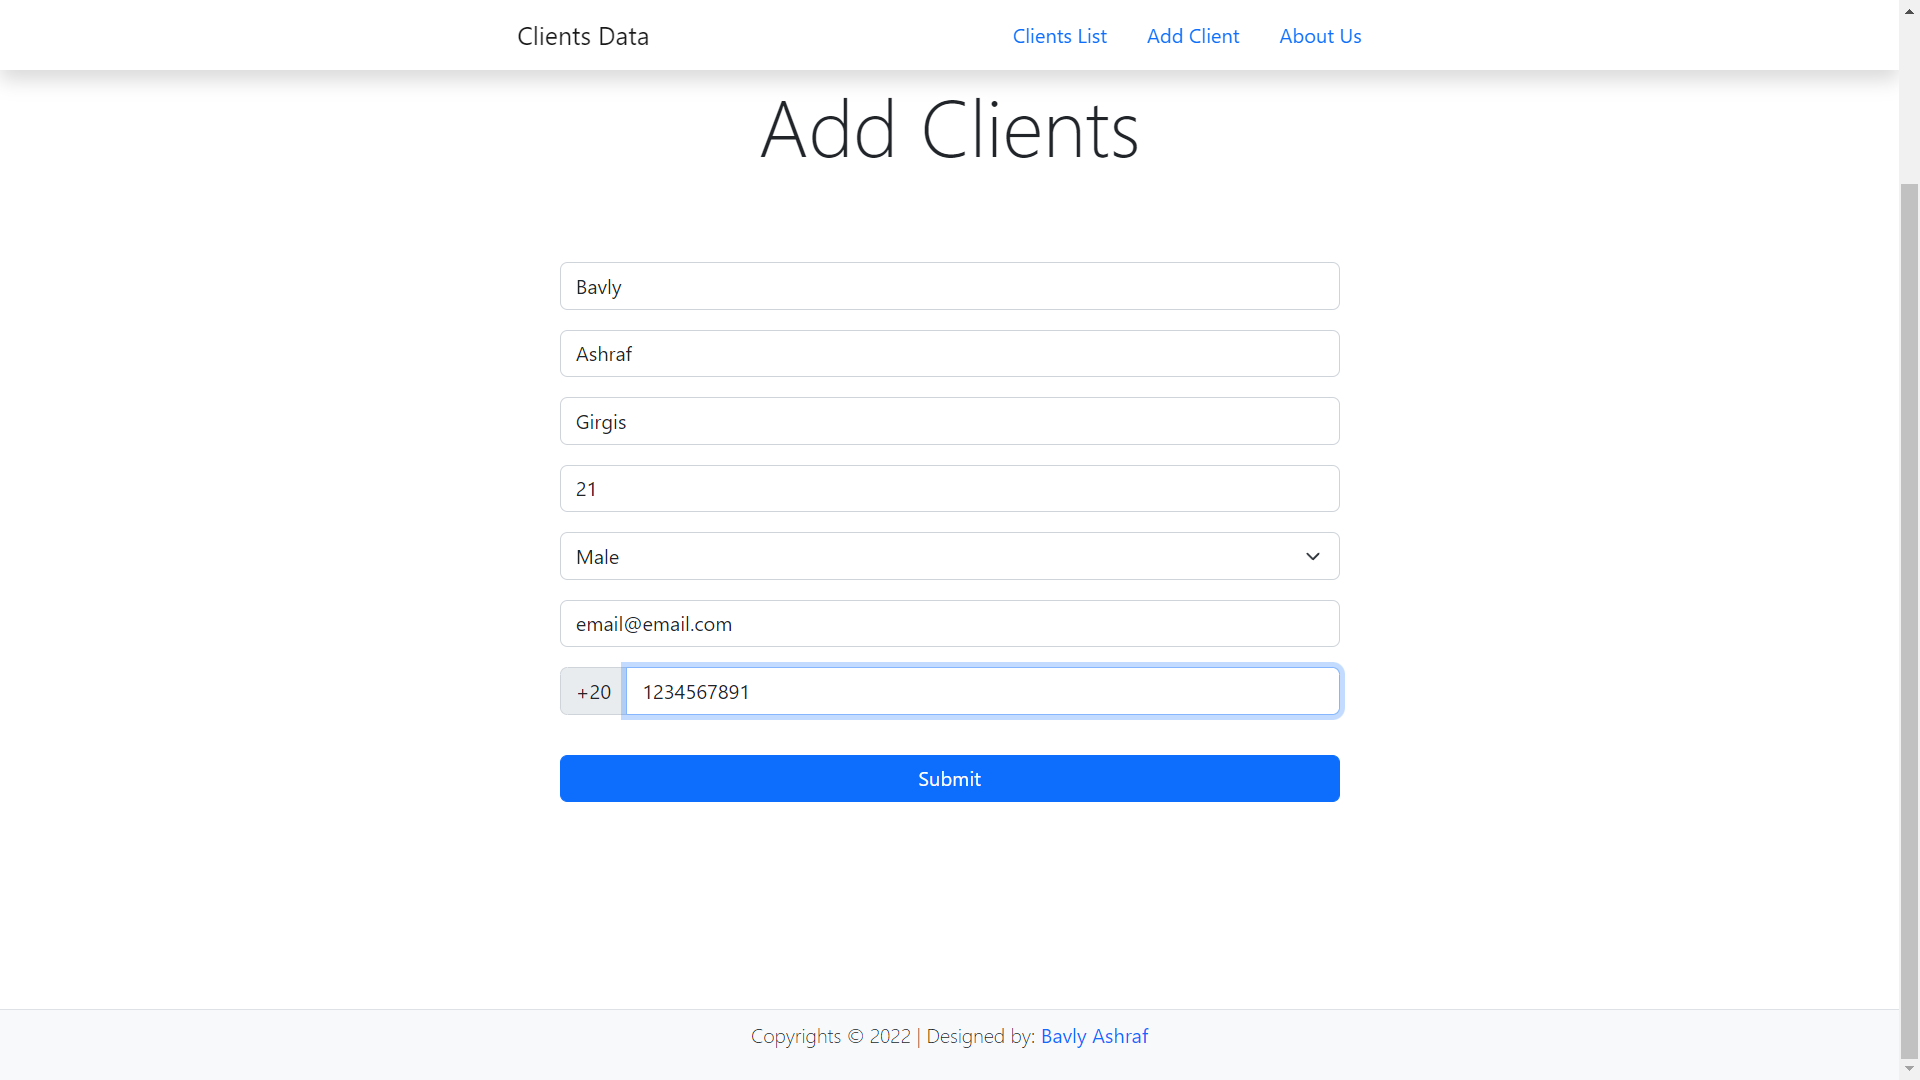 Clients Data Clients List Add Client About Us
Add Clients
Bavly
Ashraf
Girgis
21
Male
email@email.com
+20 1234567891
Submit
Copyrights © 2022 | Designed by: Bavly Ashraf